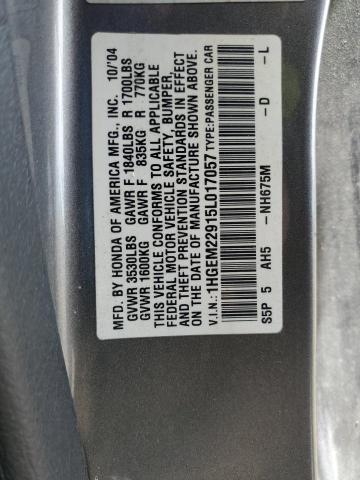 MFD. BY HONDA OF AMERICA MFG., INC. 10/'04
GVWR 3530LBS GAWR F 1840LBS R 1700LBS
GVWR 1600KG GAWR F 835KG R 770KG
THIS VEHICLE CONFORMS TO ALL APPLICABLE
FEDERAL MOTOR VEHICLE SAFETY, BUMPER,
AND THEFT PREVENTION STANDARDS IN EFFECT
ON THE DATE OF MANUFACTURE SHOWN ABOVE.
V.I.N.:1HGEM22915L017057 TYPE:PASSENGER CAR
S5P 5 AH5 -NH675M -D -L